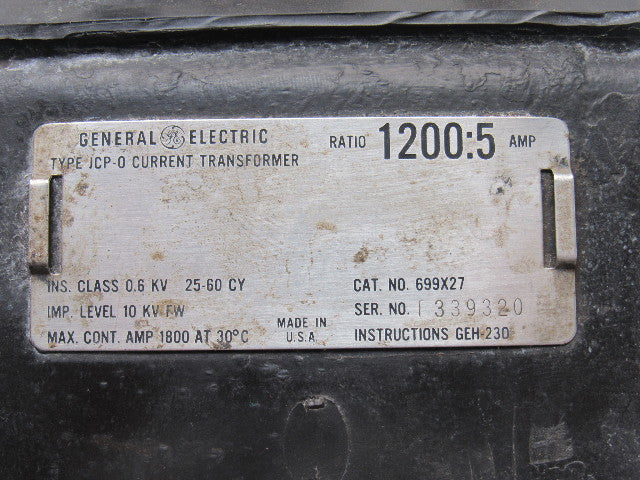 GENERAL GE ELECTRIC RATIO 1200:5 AMP
TYPE JCP-0 CURRENT TRANSFORMER
INS. CLASS 0.6 KV 25-60 CY CAT. NO. 699X27
IMP. LEVEL 10 KV FW SER. NO. 339320
MAX. CONT. AMP 1800 AT 30°C MADE IN U.S.A. INSTRUCTIONS GEH-230